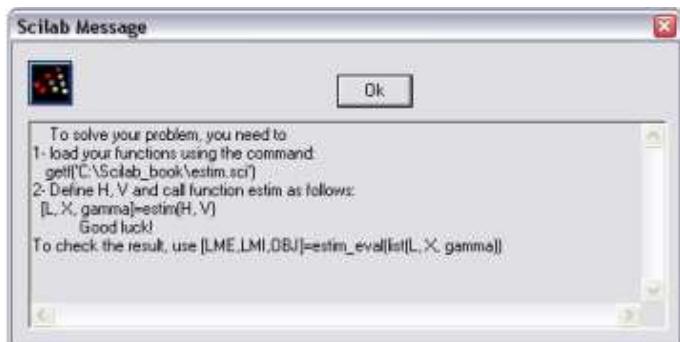 Scilab Message
Ok
To solve your problem, you need to
1- load your functions using the command:
getf('C:\Scilab_book\estim.sci')
2- Define H, V and call function estim as follows:
[L, X, gamma]=estim(H, V)
Good luck!
To check the result, use [LME,LMI,OBJ]=estim_eval(list(L, X, gamma))